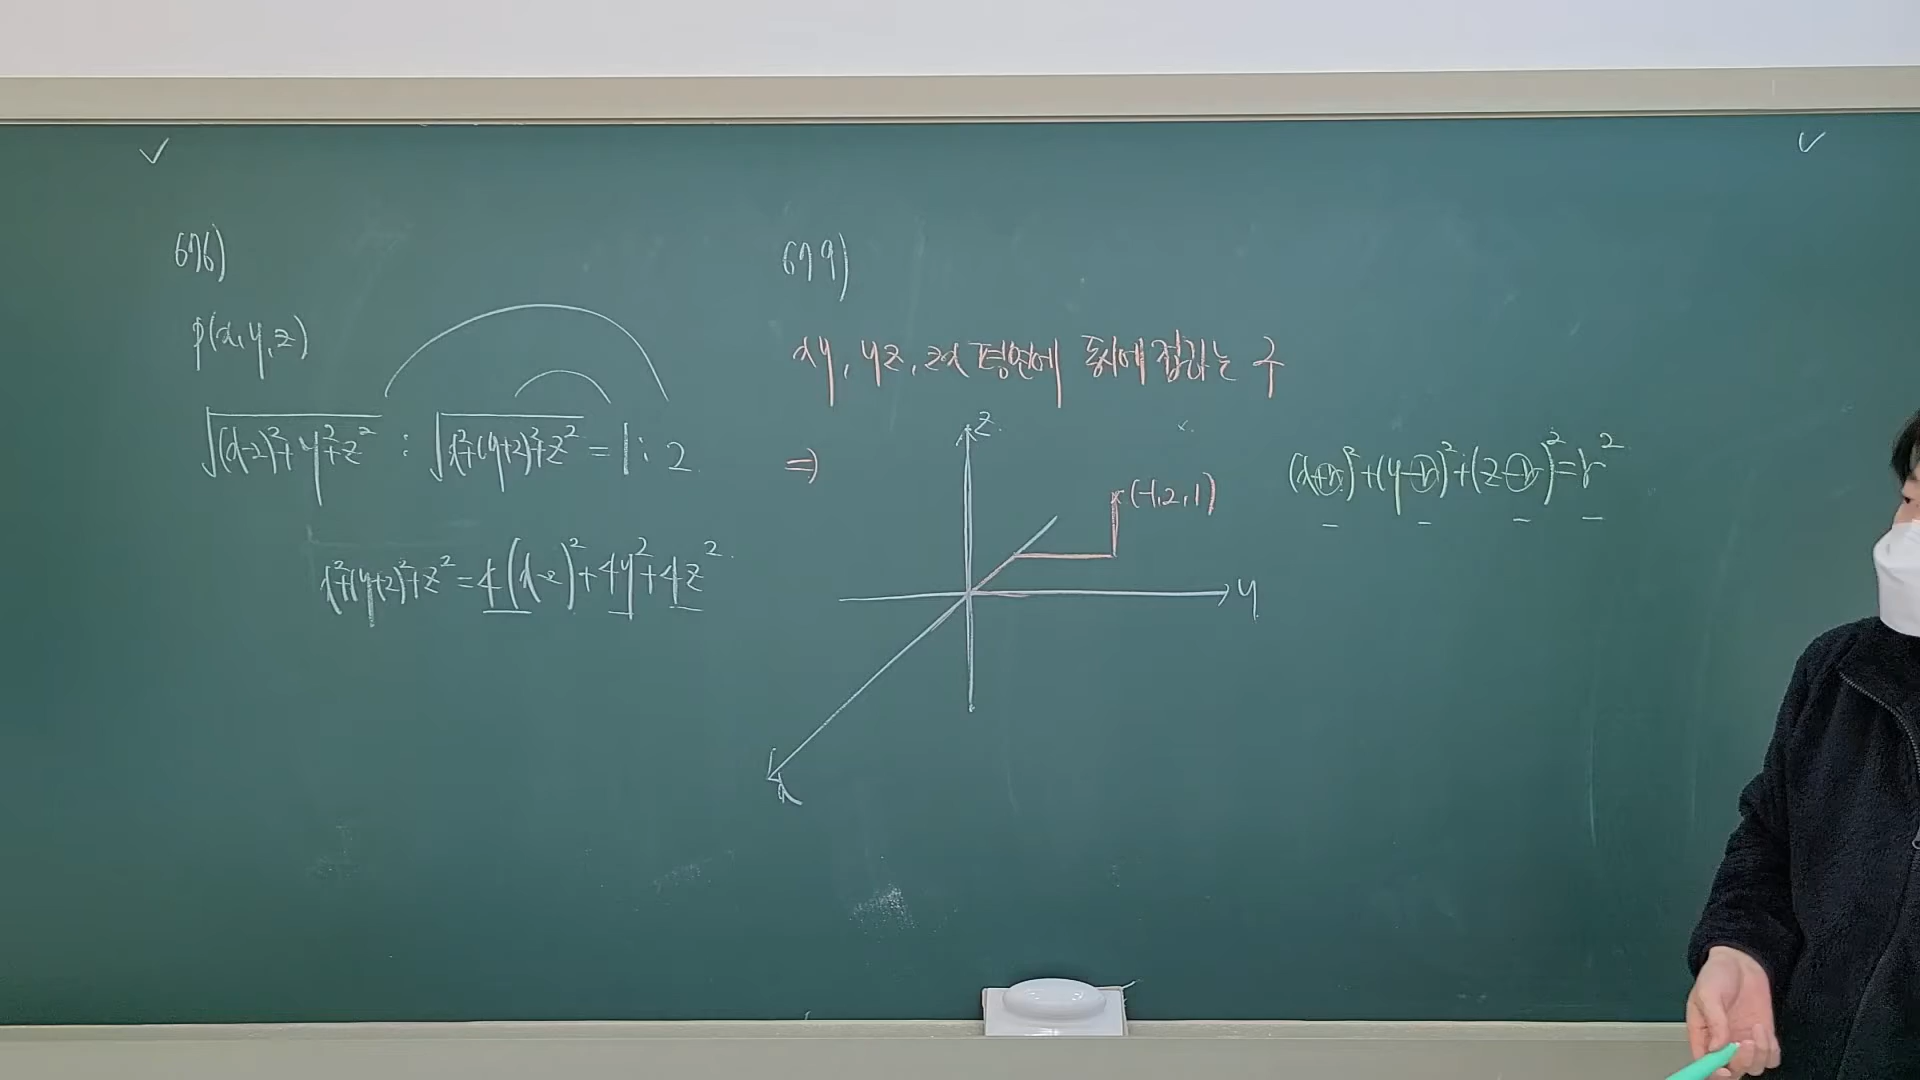 676)
P(x,y,z)
√((x-2)²+y²+z²) : √(x²+(y+2)²+z²) = 1 : 2.
x²+(y+2)²+z²=4(x-2)²+4y²+4z².
679)
xy, yz, zx 평면에 동시에 접하는 구
⇒
z
(-1,2,1)
y
x
(x+r)²+(y-r)²+(z-r)²=r²